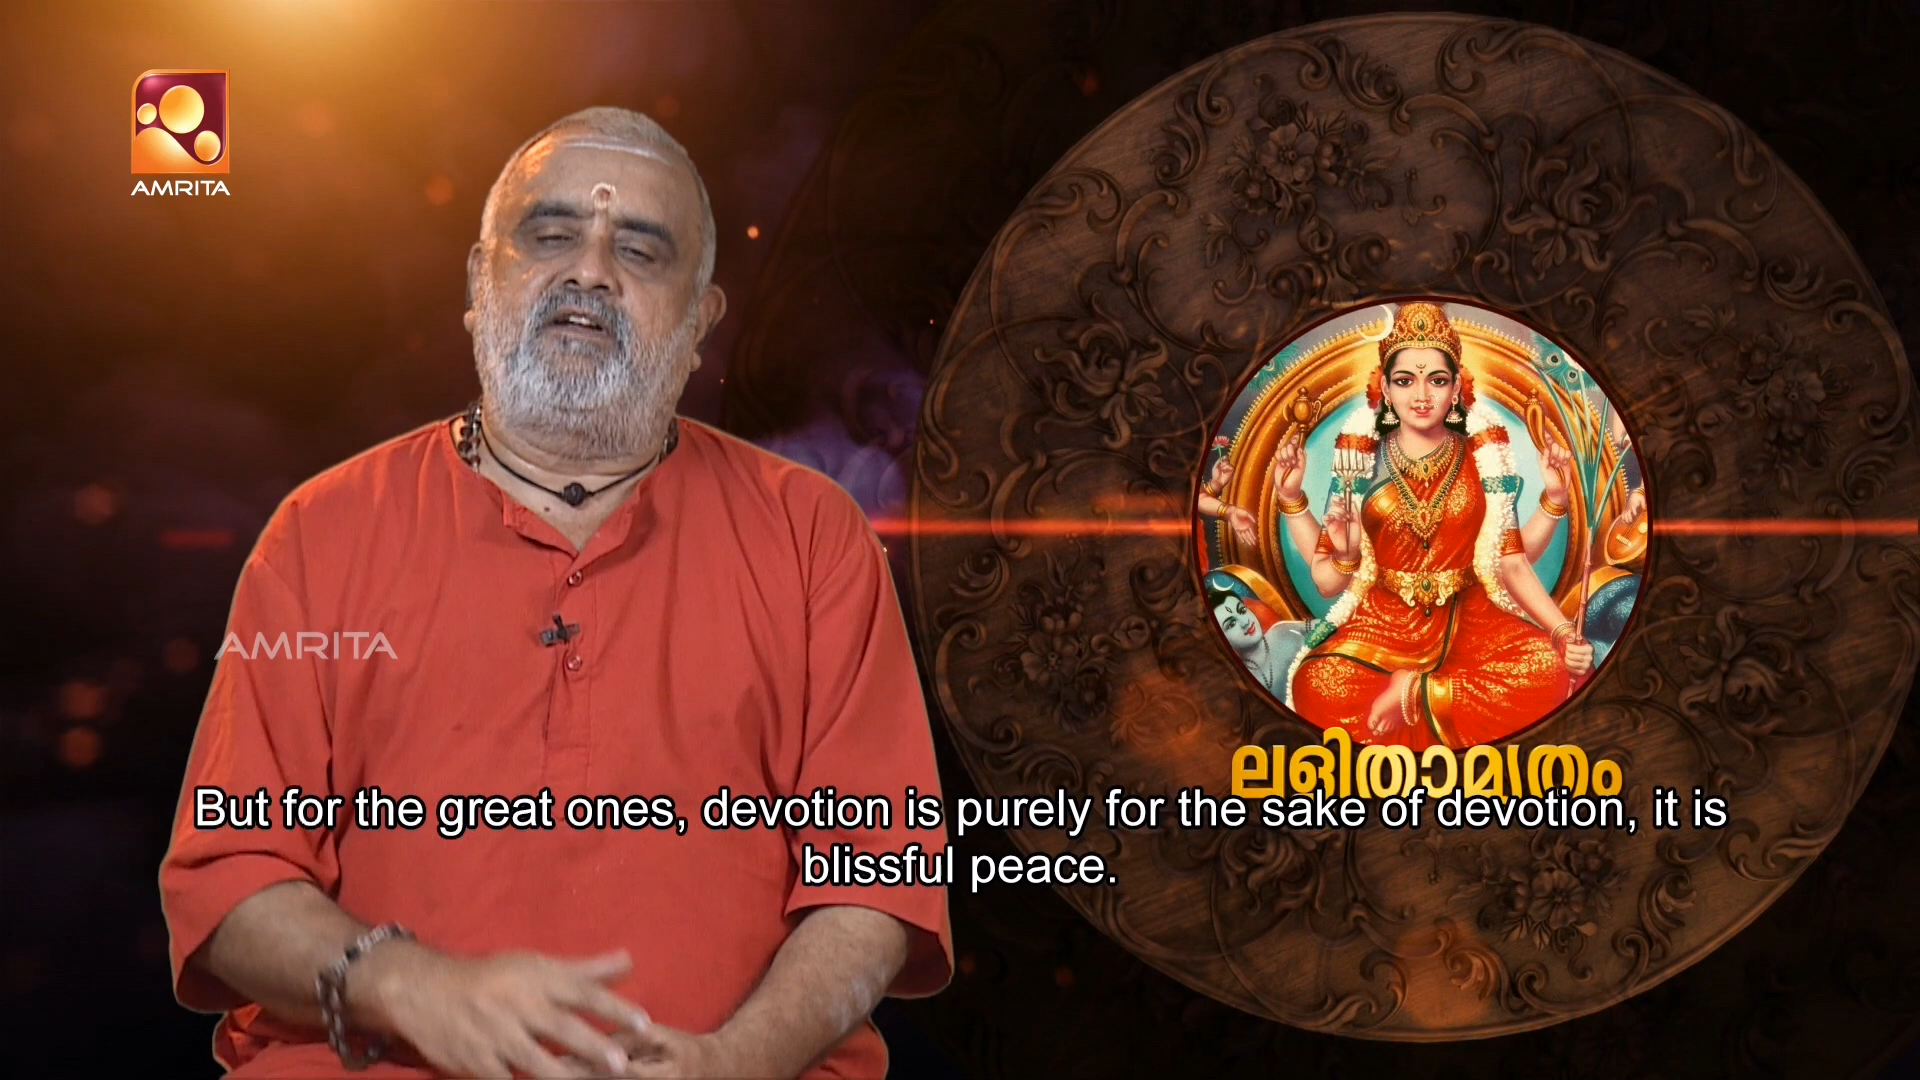 AMRITA
AMRITA
ലളിതാമൃതം
But for the great ones, devotion is purely for the sake of devotion, it is
blissful peace.